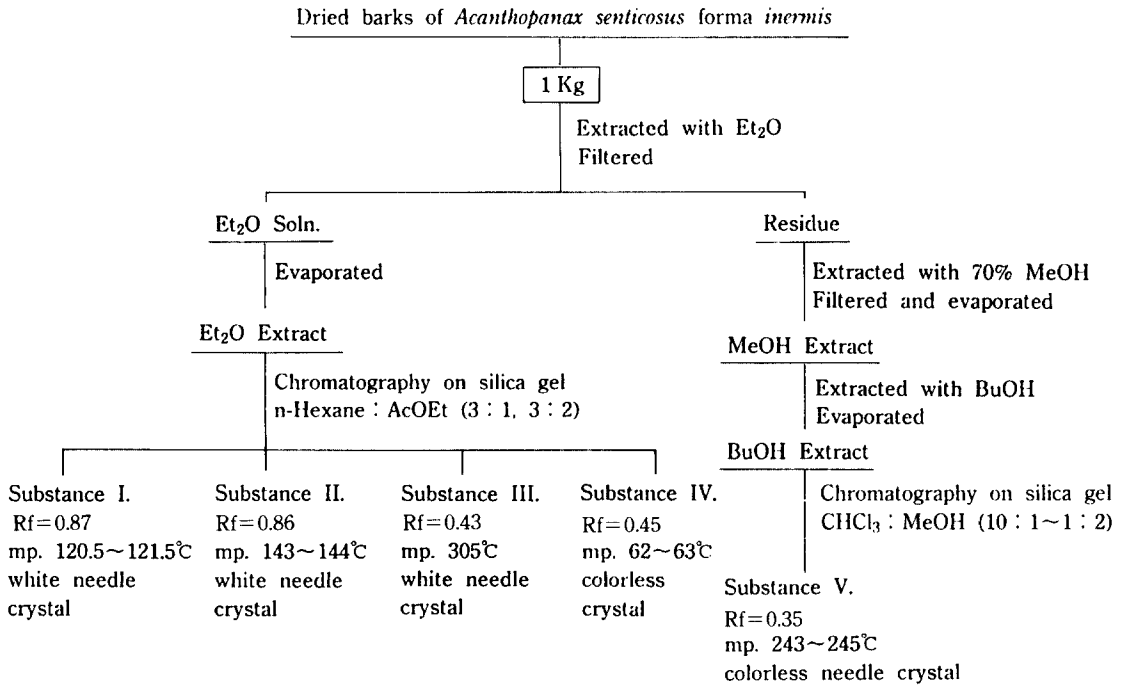 Dried barks of Acanthopanax senticosus forma inermis
1 Kg
Extracted with Et₂O
Filtered
Et₂O Soln.
Evaporated
Et₂O Extract
Chromatography on silica gel
n-Hexane : AcOEt (3 : 1, 3 : 2)
Substance I.
Rf=0.87
mp. 120.5~121.5℃
white needle
crystal
Substance II.
Rf=0.86
mp. 143~144℃
white needle
crystal
Substance III.
Rf=0.43
mp. 305℃
white needle
crystal
Substance IV.
Rf=0.45
mp. 62~63℃
colorless
crystal
Residue
Extracted with 70% MeOH
Filtered and evaporated
MeOH Extract
Extracted with BuOH
Evaporated
BuOH Extract
Chromatography on silica gel
CHCl₃ : MeOH (10 : 1~1 : 2)
Substance V.
Rf=0.35
mp. 243~245℃
colorless needle crystal